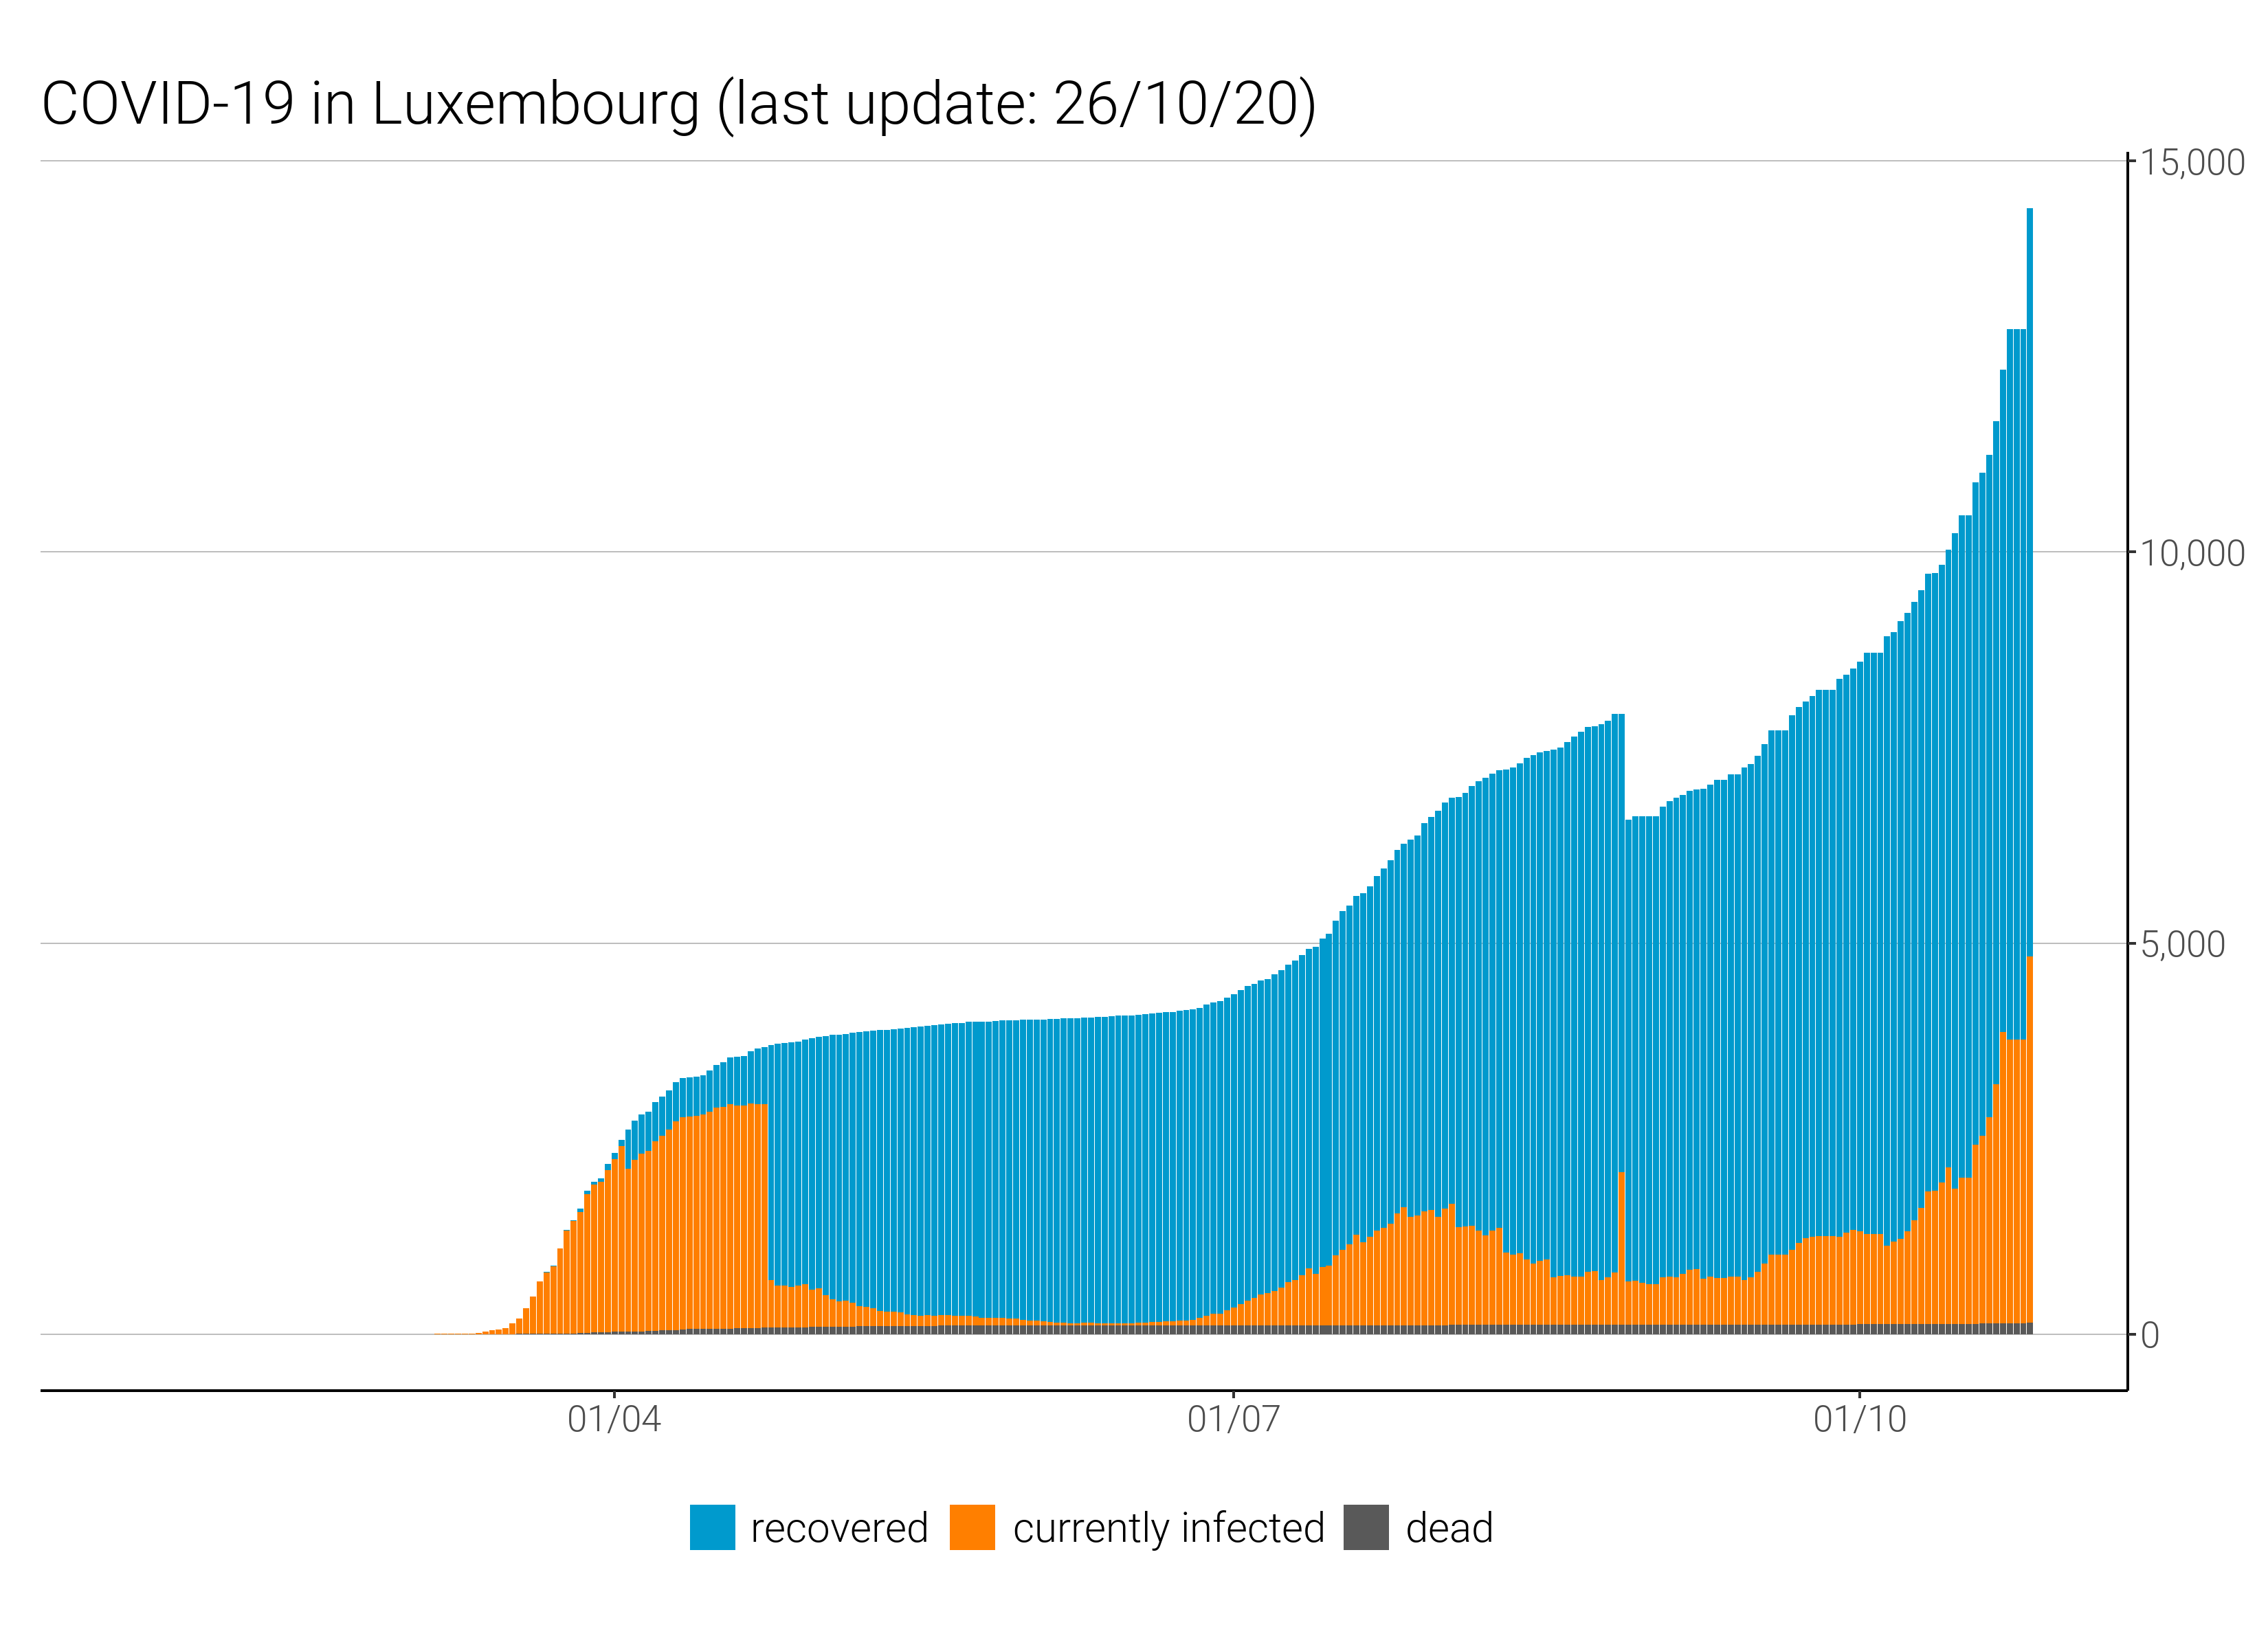 COVID-19 in Luxembourg (last update: 26/10/20)
15,000
10,000
5,000
0
01/04 01/07 01/10
recovered currently infected dead